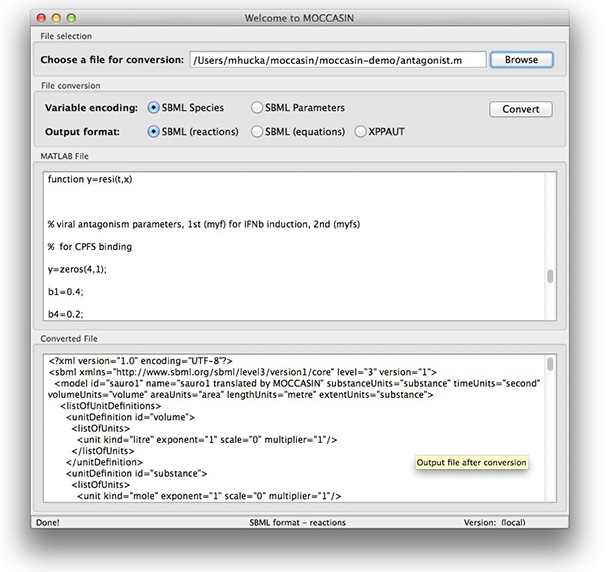 Welcome to MOCCASIN
File selection
Choose a file for conversion: /Users/mhucka/moccasin/moccasin-demo/antagonist.m Browse
File conversion
Variable encoding: SBML Species SBML Parameters Convert
Output format: SBML (reactions) SBML (equations) XPPAUT
MATLAB File
function y=resi(t,x)
% viral antagonism parameters, 1st (myf) for IFNb induction, 2nd (myfs)
% for CPFS binding
y=zeros(4,1);
b1=0.4;
b4=0.2;
Converted File
<?xml version="1.0" encoding="UTF-8"?>
<sbml xmlns="http://www.sbml.org/sbml/level3/version1/core" level="3" version="1">
<model id="sauro1" name="sauro1 translated by MOCCASIN" substanceUnits="substance" timeUnits="second"
volumeUnits="volume" areaUnits="area" lengthUnits="metre" extentUnits="substance">
<listOfUnitDefinitions>
<unitDefinition id="volume">
<listOfUnits>
<unit kind="litre" exponent="1" scale="0" multiplier="1"/>
</listOfUnits>
</unitDefinition>
Output file after conversion
<unitDefinition id="substance">
<listOfUnits>
<unit kind="mole" exponent="1" scale="0" multiplier="1"/>
Done! SBML format - reactions Version: (local)